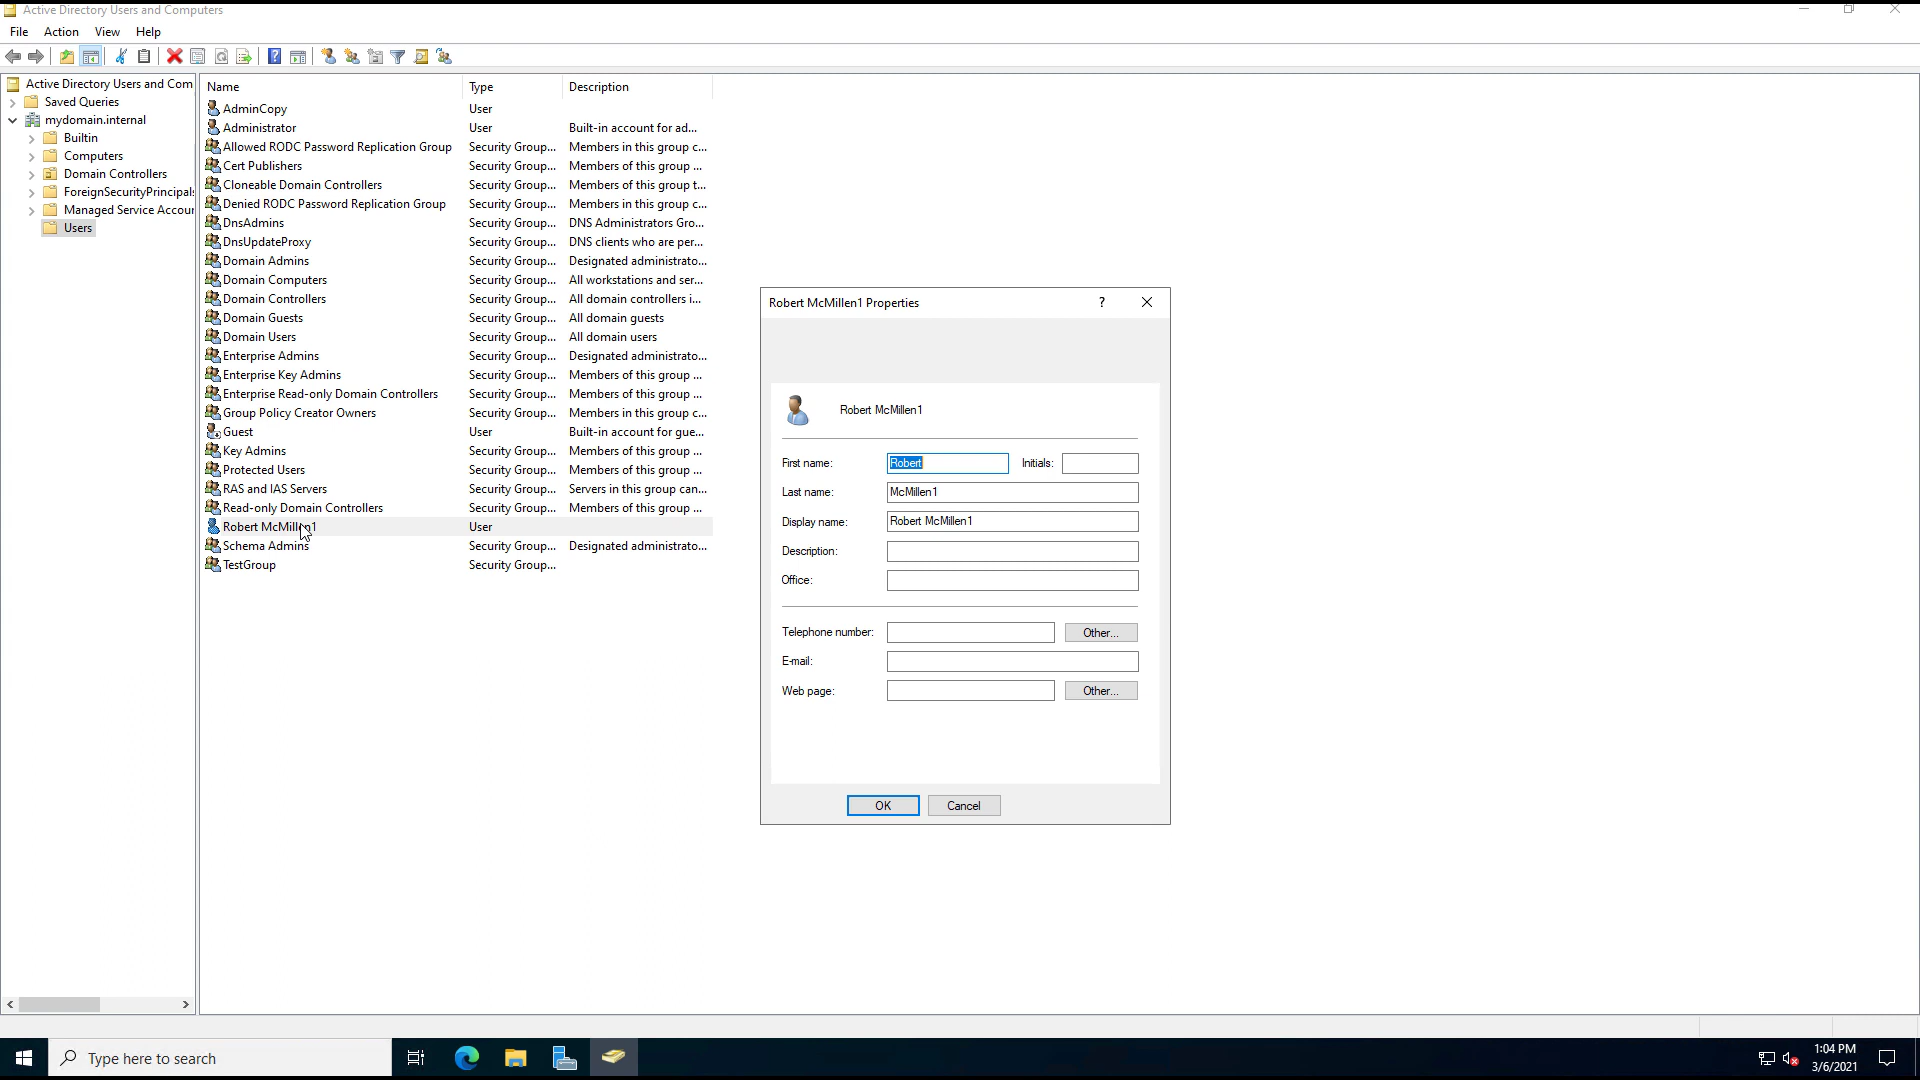 Active Directory Users and Computers
File Action View Help
Active Directory Users and Com
Saved Queries
mydomain.internal
Builtin
Computers
Domain Controllers
ForeignSecurityPrincipals
Managed Service Accour
Users
Name Type Description
AdminCopy User
Administrator User Built-in account for ad...
Allowed RODC Password Replication Group Security Group... Members in this group c...
Cert Publishers Security Group... Members of this group ...
Cloneable Domain Controllers Security Group... Members of this group t...
Denied RODC Password Replication Group Security Group... Members in this group c...
DnsAdmins Security Group... DNS Administrators Gro...
DnsUpdateProxy Security Group... DNS clients who are per...
Domain Admins Security Group... Designated administrato...
Domain Computers Security Group... All workstations and ser...
Domain Controllers Security Group... All domain controllers i...
Domain Guests Security Group... All domain guests
Domain Users Security Group... All domain users
Enterprise Admins Security Group... Designated administrato...
Enterprise Key Admins Security Group... Members of this group ...
Enterprise Read-only Domain Controllers Security Group... Members of this group ...
Group Policy Creator Owners Security Group... Members in this group c...
Guest User Built-in account for gue...
Key Admins Security Group... Members of this group ...
Protected Users Security Group... Members of this group ...
RAS and IAS Servers Security Group... Servers in this group can...
Read-only Domain Controllers Security Group... Members of this group ...
Robert McMillen1 User
Schema Admins Security Group... Designated administrato...
TestGroup Security Group...
Robert McMillen1 Properties ?
Robert McMillen1
First name: Robert Initials:
Last name: McMillen1
Display name: Robert McMillen1
Description:
Office:
Telephone number: Other...
E-mail:
Web page: Other...
OK Cancel
Type here to search
1:04 PM
3/6/2021